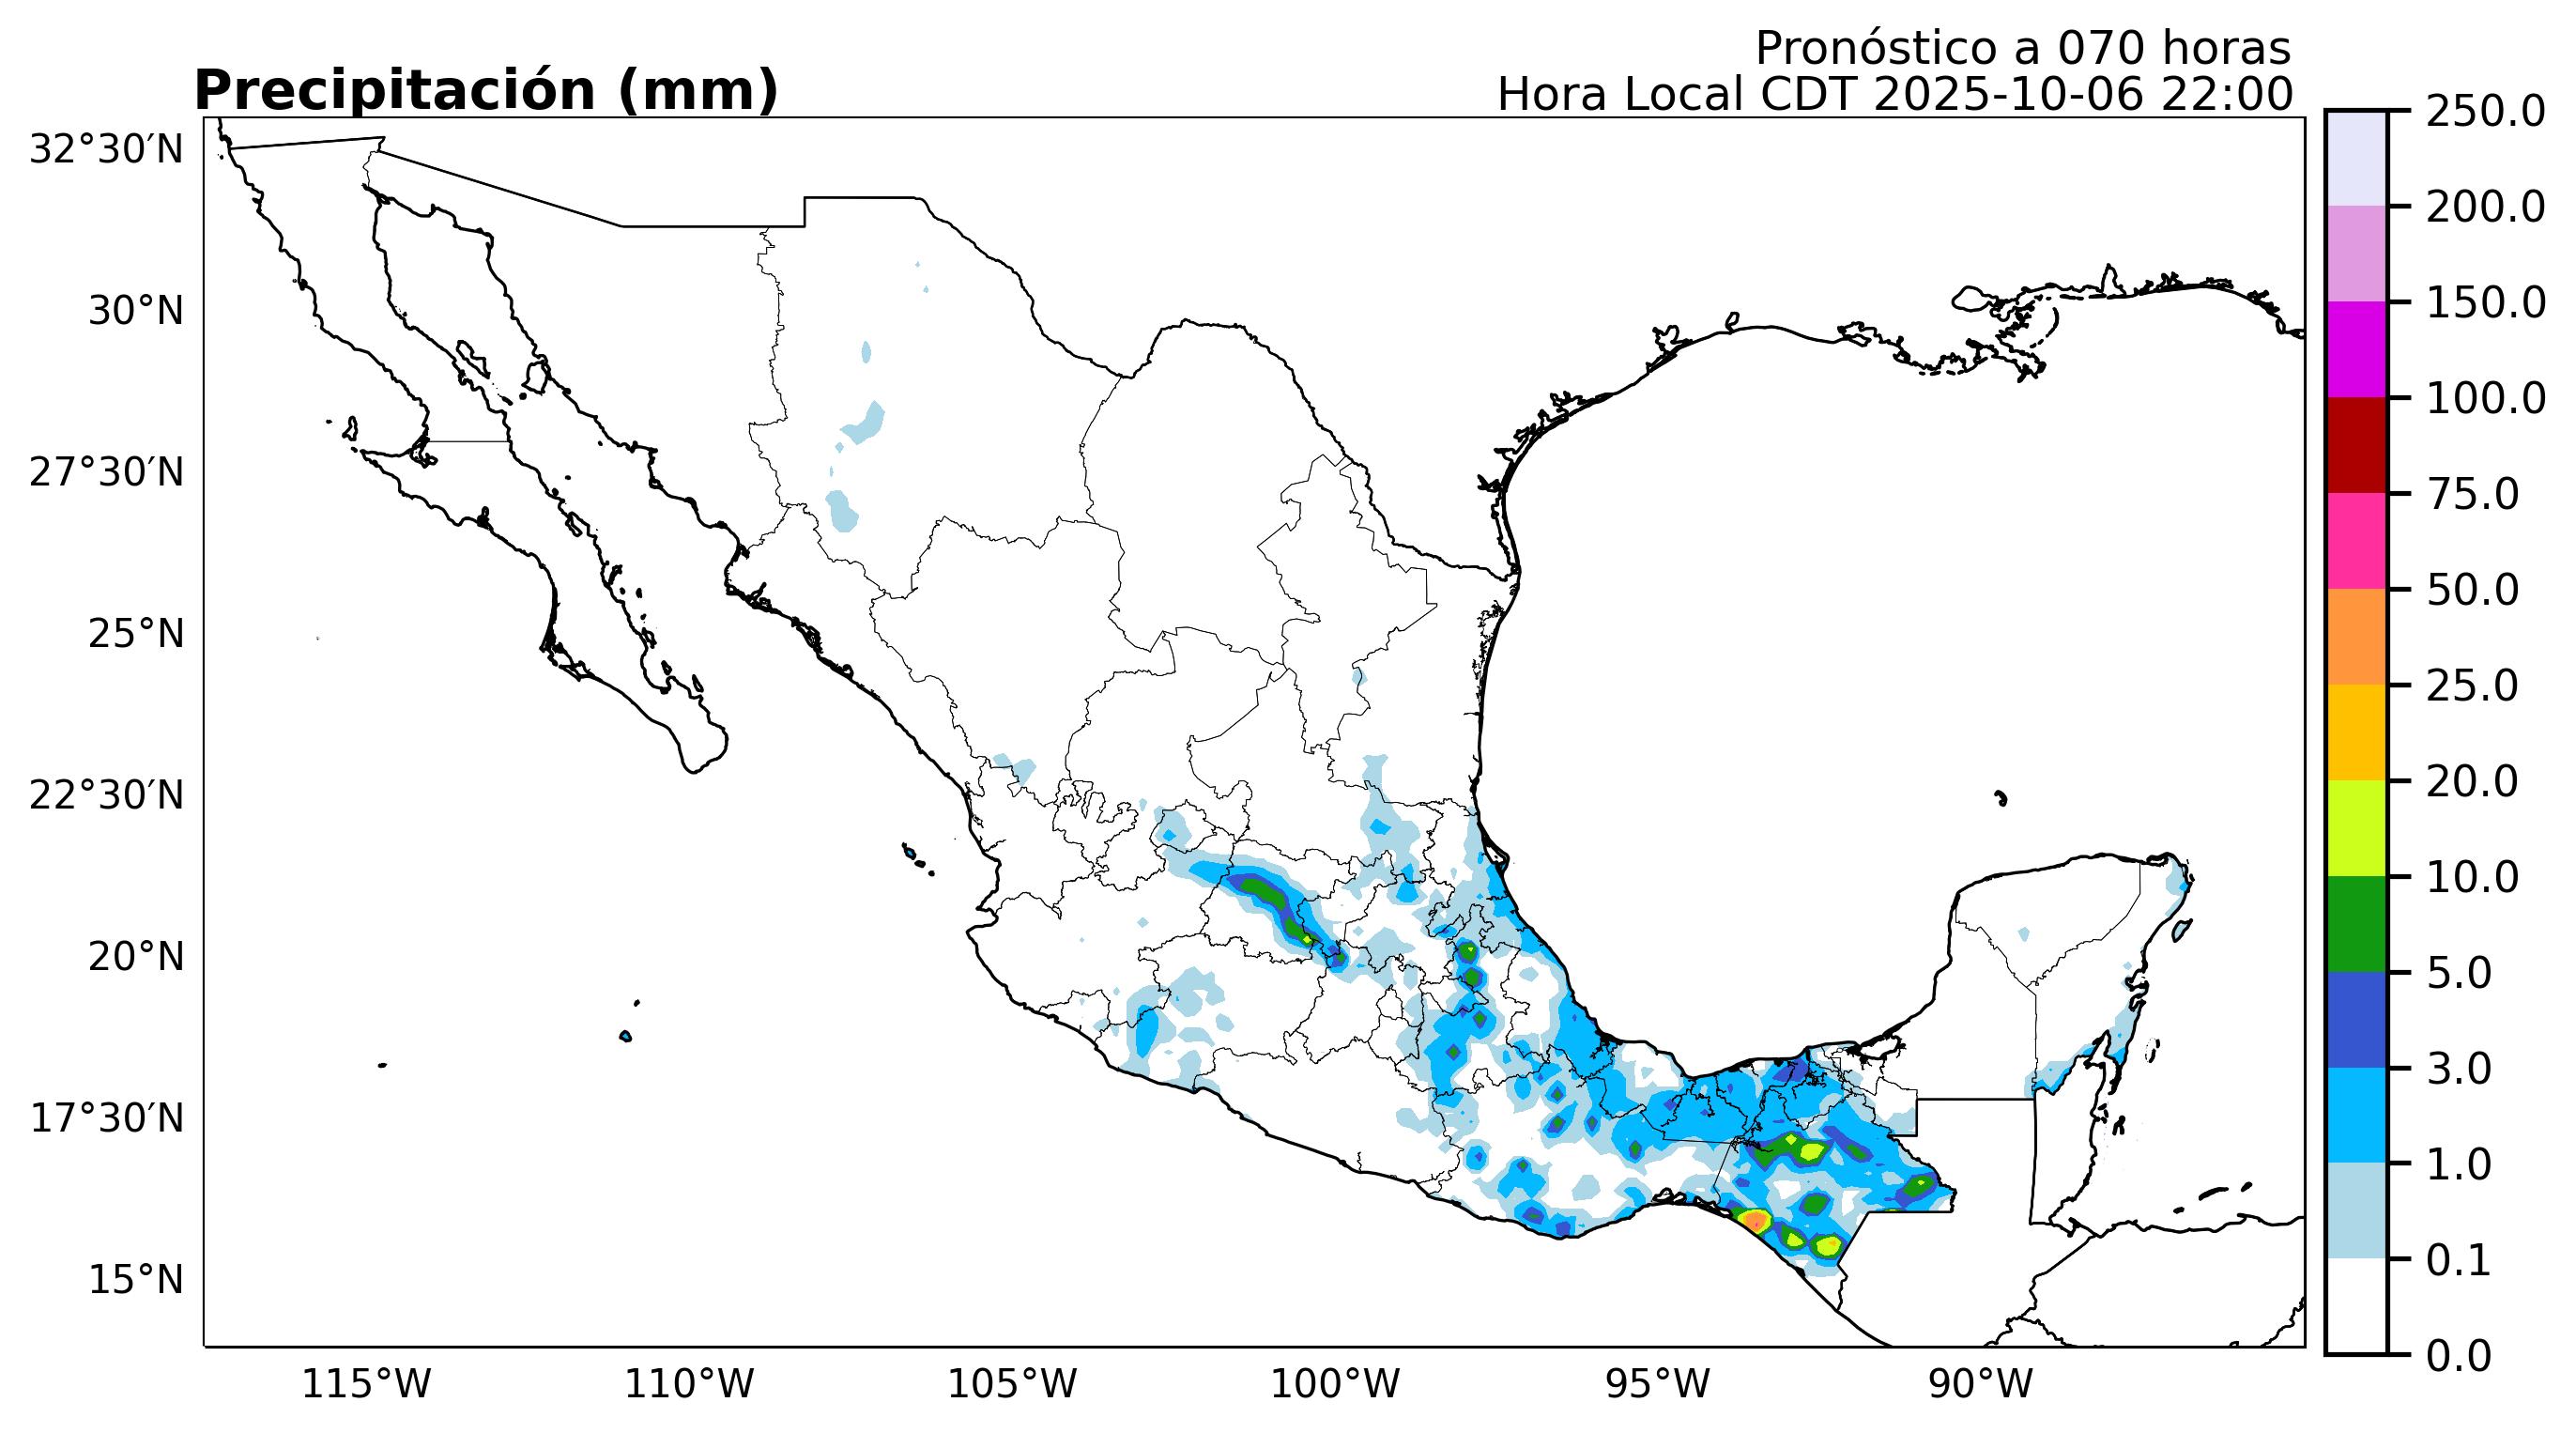 Pronóstico a 070 horas
Precipitación (mm)
Hora Local CDT 2025-10-06 22:00
32°30′N
30°N
27°30′N
25°N
22°30′N
20°N
17°30′N
15°N
115°W
110°W
105°W
100°W
95°W
90°W
250.0
200.0
150.0
100.0
75.0
50.0
25.0
20.0
10.0
5.0
3.0
1.0
0.1
0.0